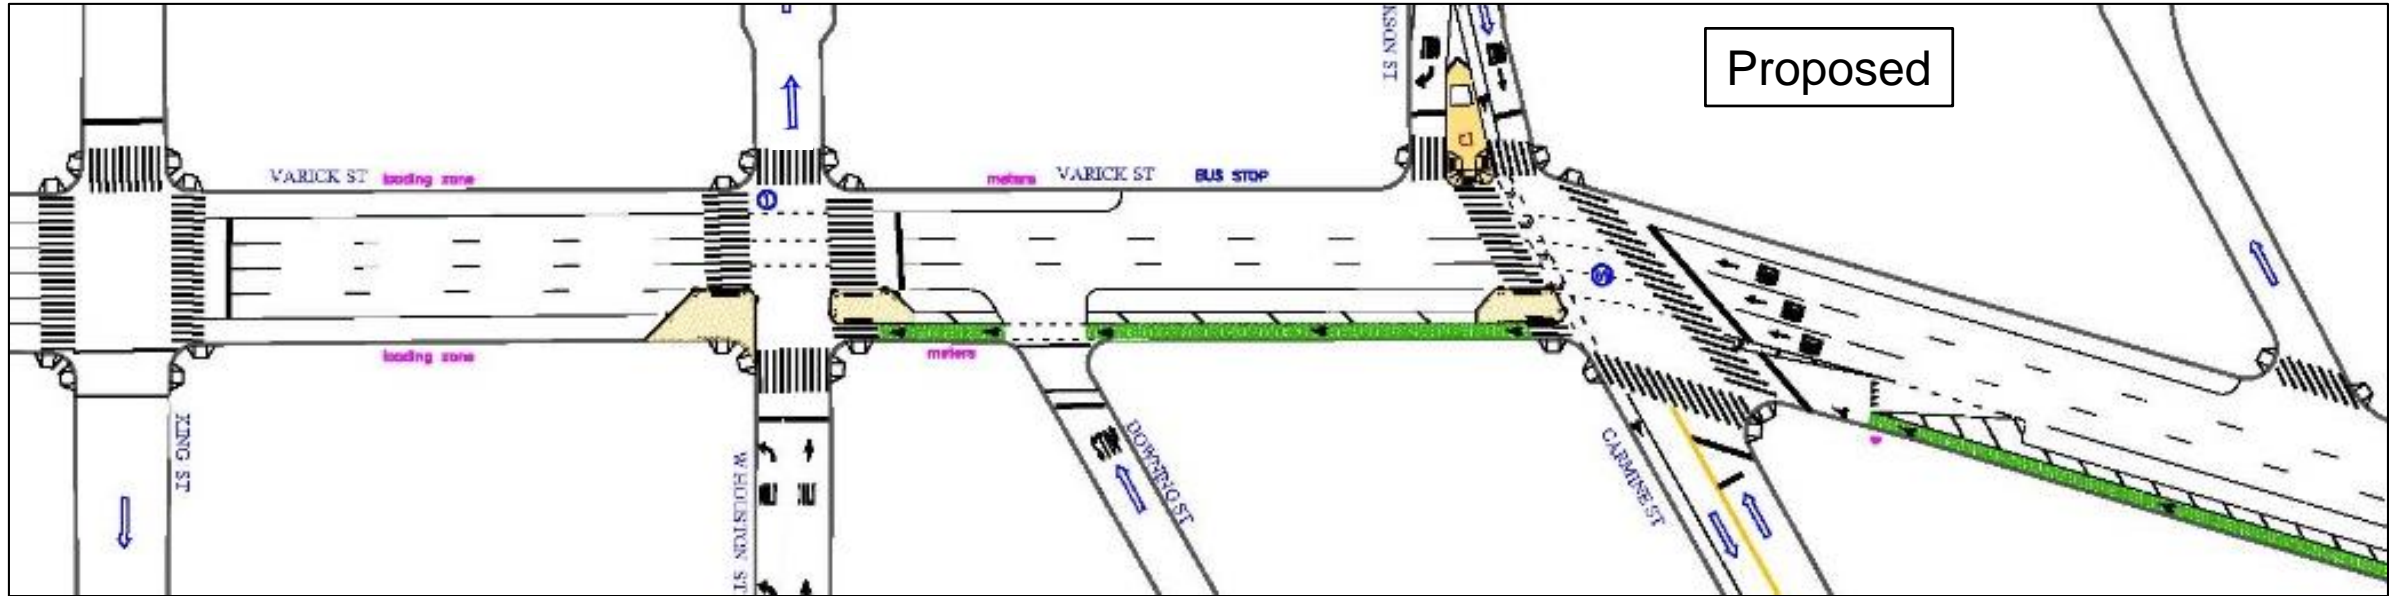 Proposed
VARICK ST
loading zone
meters
VARICK ST
BUS STOP
loading zone
meters
KING ST
W HOUSTON ST
DOWNING ST
CARMINE ST